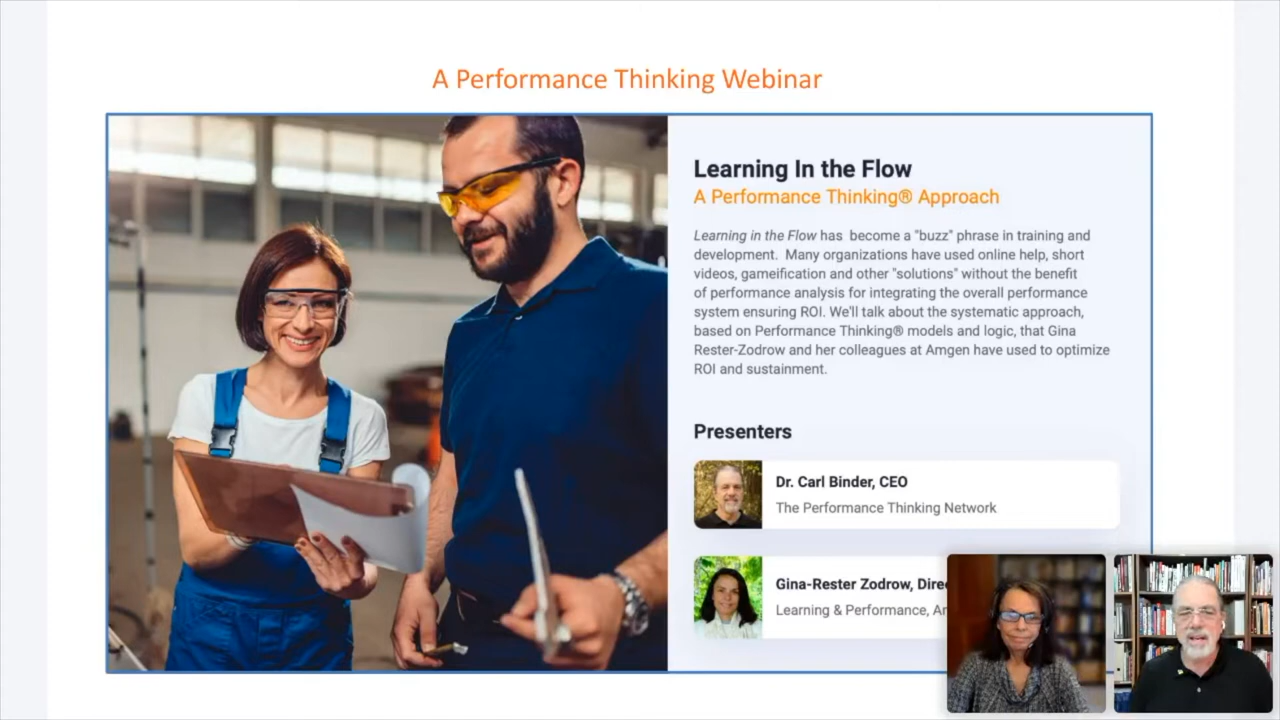 A Performance Thinking Webinar
Learning In the Flow
A Performance Thinking® Approach
Learning in the Flow has become a "buzz" phrase in training and
development. Many organizations have used online help, short
videos, gameification and other "solutions" without the benefit
of performance analysis for integrating the overall performance
system ensuring ROI. We'll talk about the systematic approach,
based on Performance Thinking® models and logic, that Gina
Rester-Zodrow and her colleagues at Amgen have used to optimize
ROI and sustainment.
Presenters
Dr. Carl Binder, CEO
The Performance Thinking Network
Gina-Rester Zodrow,
Learning & Performance,